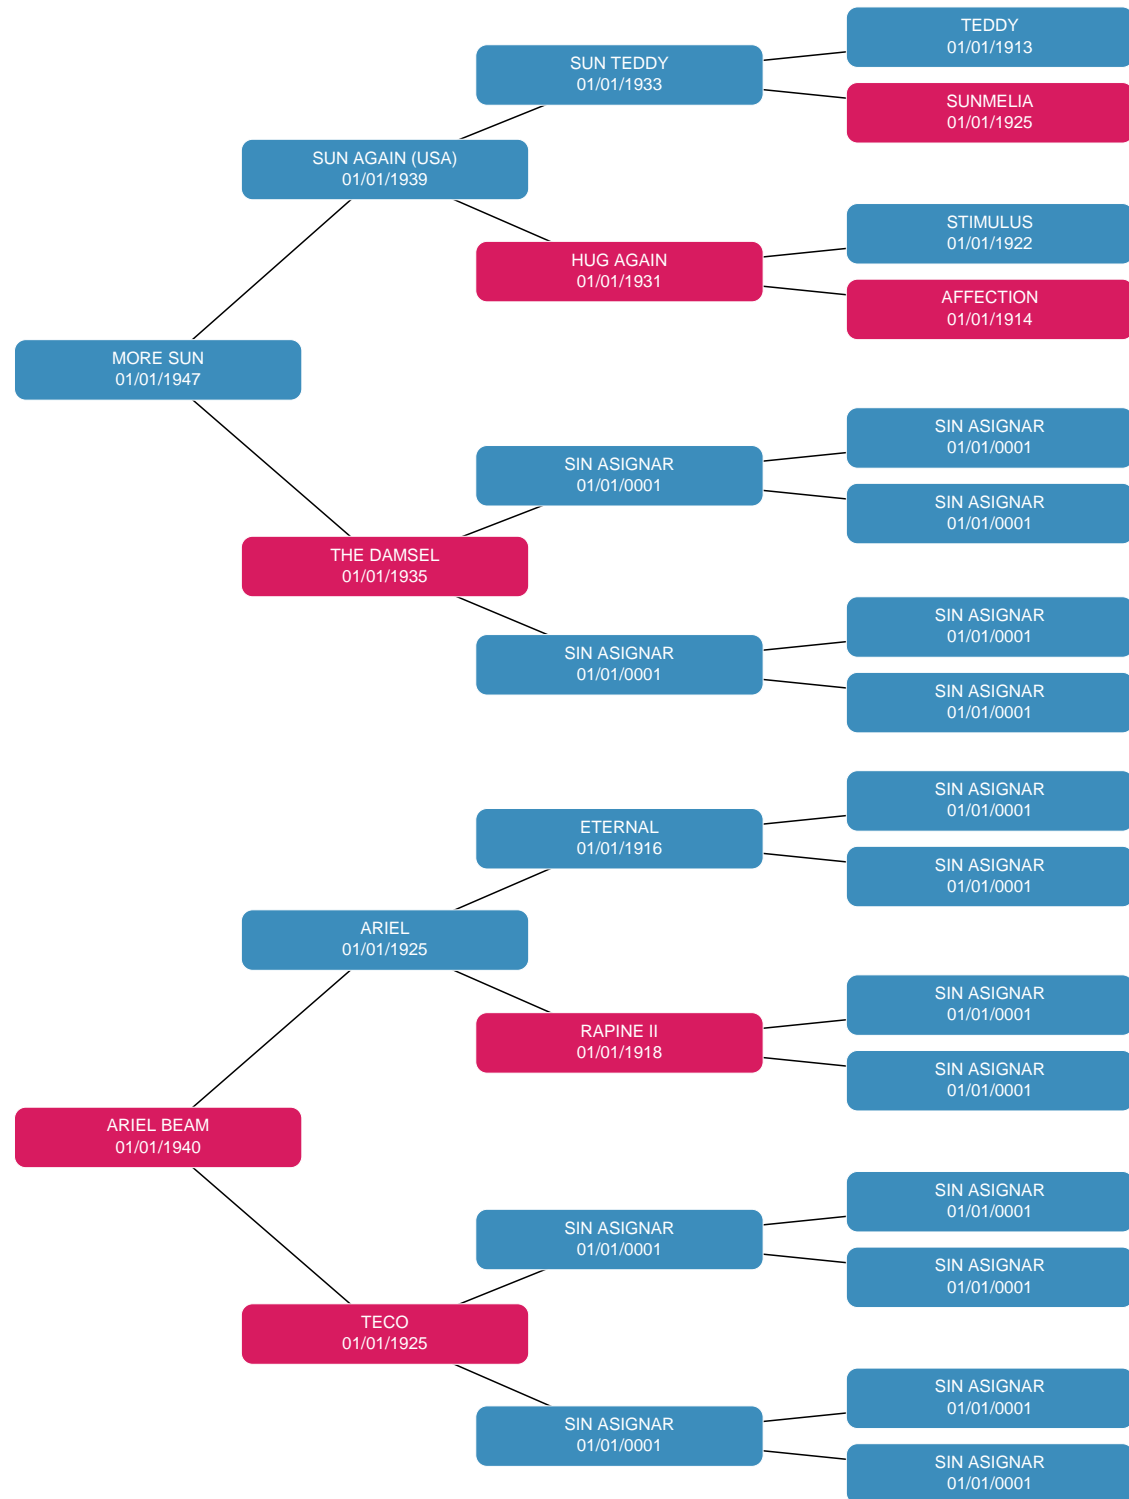 TEDDY
01/01/1913
SUN TEDDY
01/01/1933
SUNMELIA
01/01/1925
SUN AGAIN (USA)
01/01/1939
STIMULUS
01/01/1922
HUG AGAIN
01/01/1931
AFFECTION
01/01/1914
MORE SUN
01/01/1947
SIN ASIGNAR
01/01/0001
SIN ASIGNAR
01/01/0001
SIN ASIGNAR
01/01/0001
THE DAMSEL
01/01/1935
SIN ASIGNAR
01/01/0001
SIN ASIGNAR
01/01/0001
SIN ASIGNAR
01/01/0001
SIN ASIGNAR
01/01/0001
ETERNAL
01/01/1916
SIN ASIGNAR
01/01/0001
ARIEL
01/01/1925
SIN ASIGNAR
01/01/0001
RAPINE II
01/01/1918
SIN ASIGNAR
01/01/0001
ARIEL BEAM
01/01/1940
SIN ASIGNAR
01/01/0001
SIN ASIGNAR
01/01/0001
SIN ASIGNAR
01/01/0001
TECO
01/01/1925
SIN ASIGNAR
01/01/0001
SIN ASIGNAR
01/01/0001
SIN ASIGNAR
01/01/0001